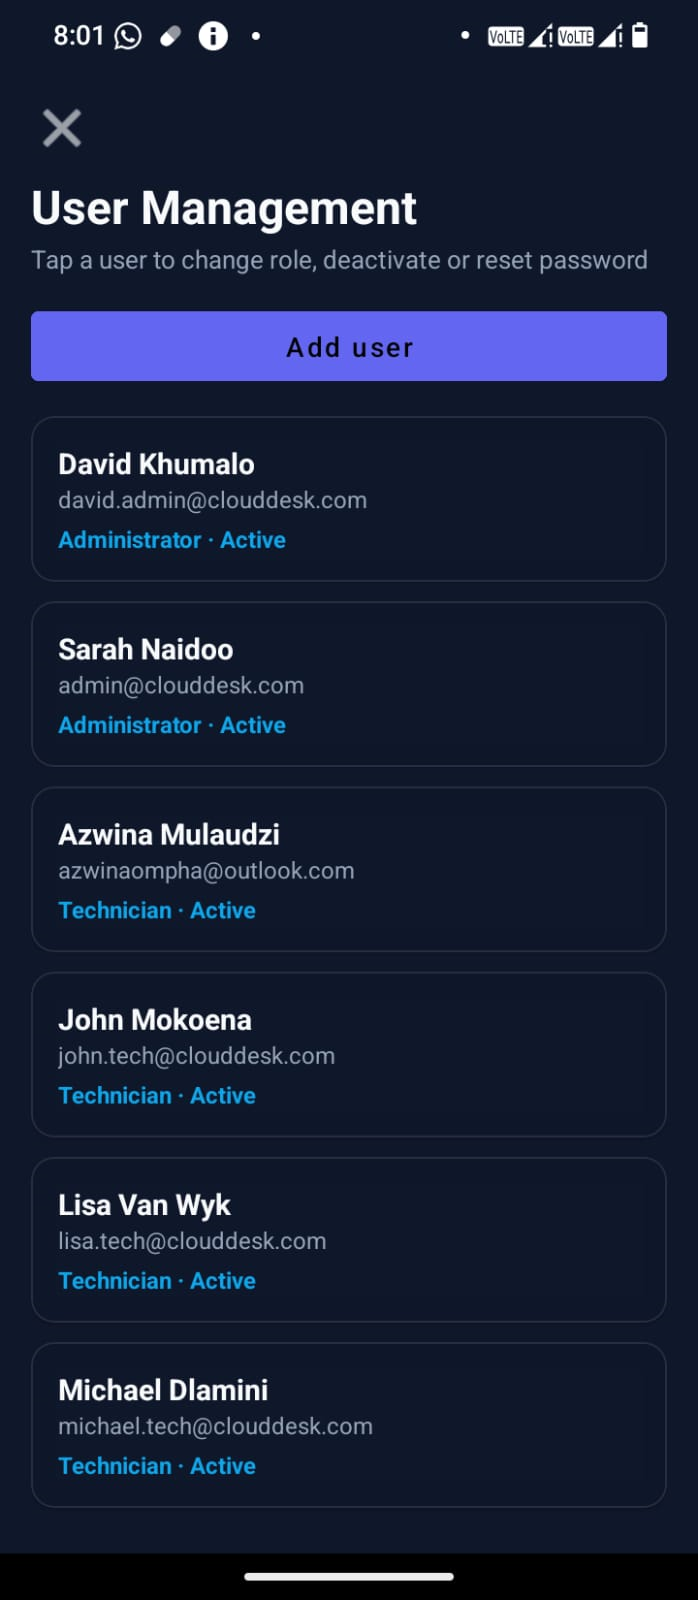 8:01
VoLTE VoLTE
User Management
Tap a user to change role, deactivate or reset password
Add user
David Khumalo
david.admin@clouddesk.com
Administrator · Active
Sarah Naidoo
admin@clouddesk.com
Administrator · Active
Azwina Mulaudzi
azwinaompha@outlook.com
Technician · Active
John Mokoena
john.tech@clouddesk.com
Technician · Active
Lisa Van Wyk
lisa.tech@clouddesk.com
Technician · Active
Michael Dlamini
michael.tech@clouddesk.com
Technician · Active